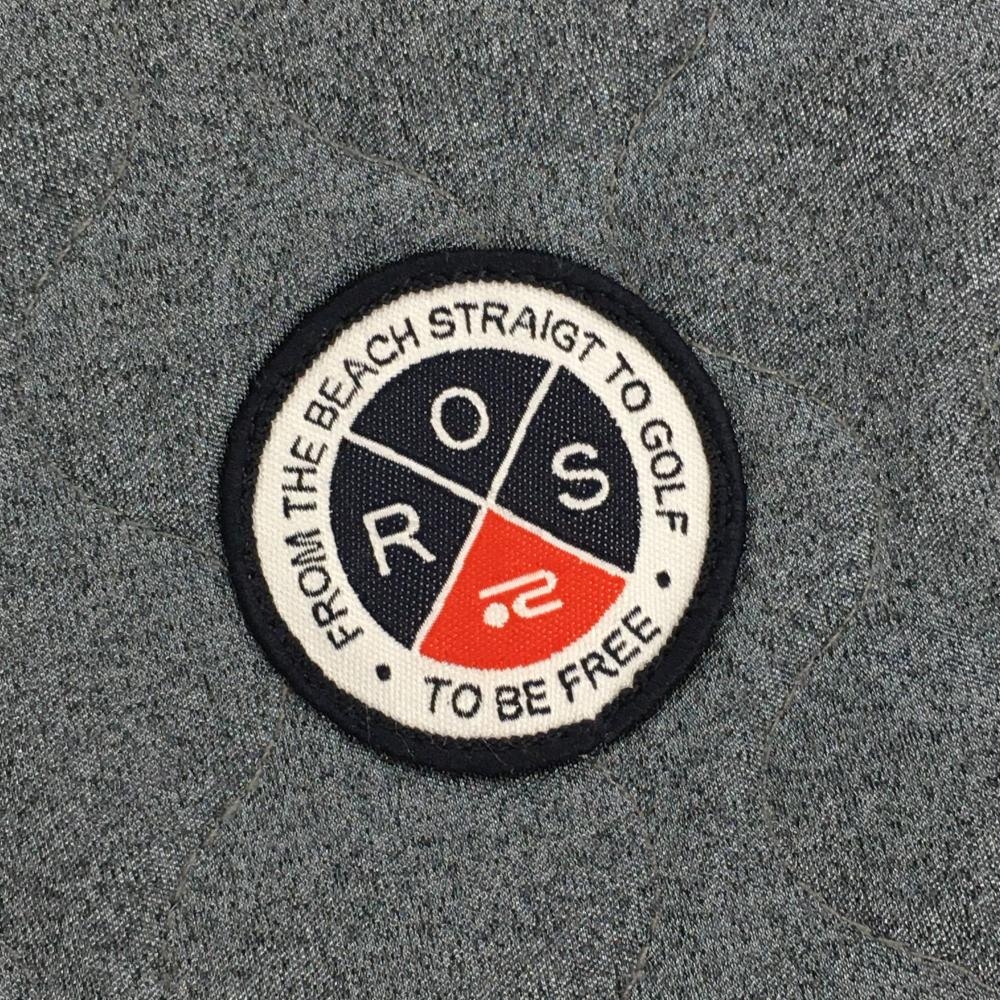 FROM THE BEACH STRAIGT TO GOLF
R O S
• TO BE FREE •